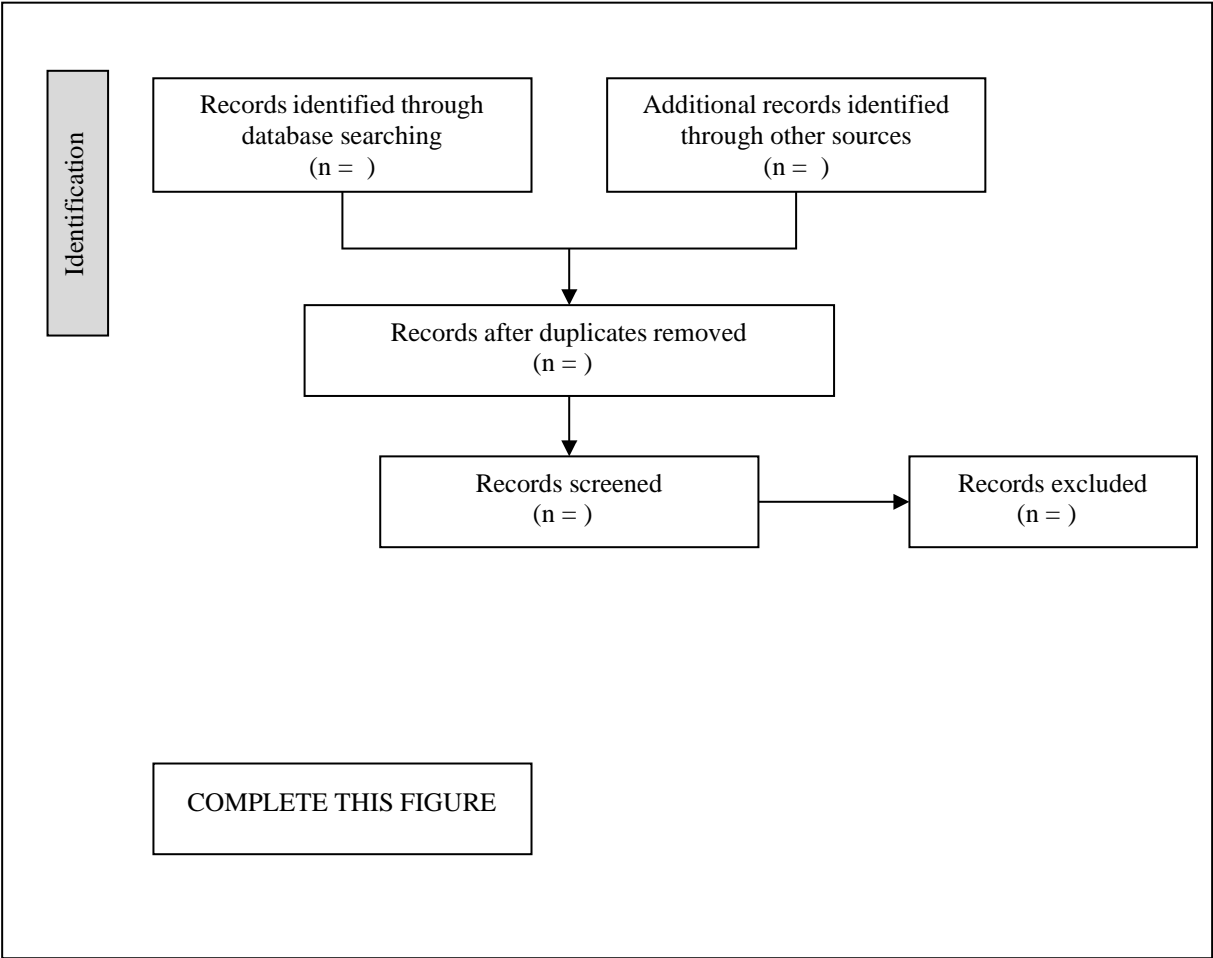 Identification
Records identified through
database searching
(n =  )
Additional records identified
through other sources
(n =  )
Records after duplicates removed
(n = )
Records screened
(n = )
Records excluded
(n = )
COMPLETE THIS FIGURE